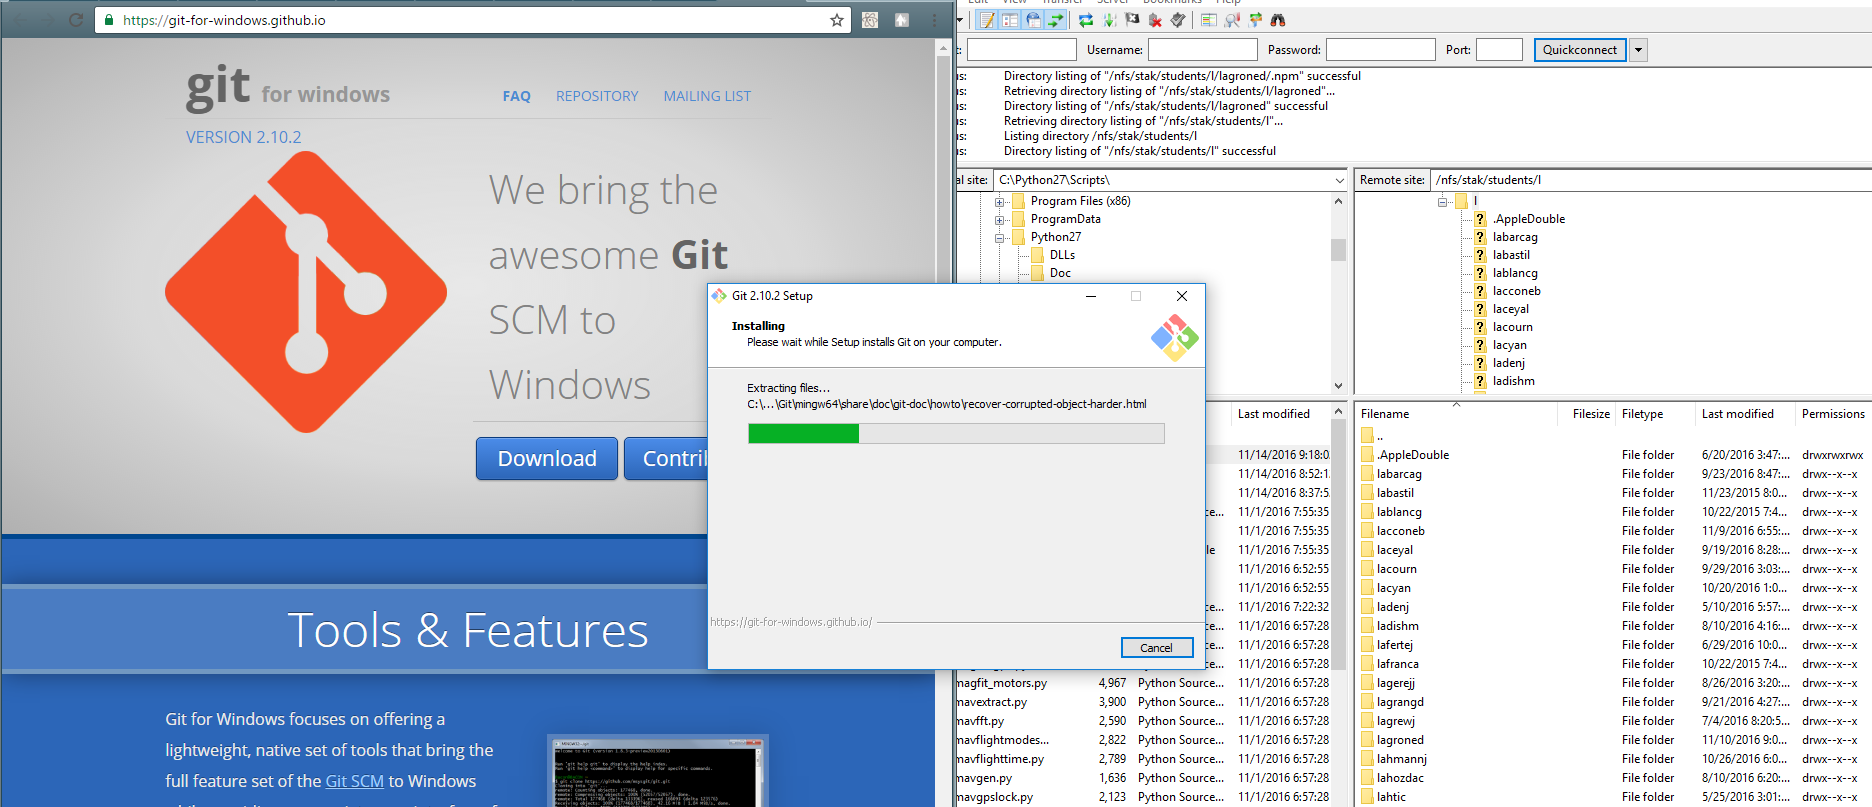 https://git-for-windows.github.io
git for windows
FAQ REPOSITORY MAILING LIST
VERSION 2.10.2
We bring the
awesome Git
SCM to
Windows
Download
Tools & Features
Git for Windows focuses on offering a
lightweight, native set of tools that bring the
full feature set of the Git SCM to Windows
Username: Password: Port: Quickconnect
Directory listing of "/nfs/stak/students/l/lagroned/.npm" successful
Retrieving directory listing of "/nfs/stak/students/l/lagroned"...
Directory listing of "/nfs/stak/students/l/lagroned" successful
Retrieving directory listing of "/nfs/stak/students/l"...
Listing directory /nfs/stak/students/l
Directory listing of "/nfs/stak/students/l" successful
al site: C:\Python27\Scripts\
Program Files (x86)
ProgramData
Python27
DLLs
Doc
Remote site: /nfs/stak/students/l
l
.AppleDouble
labarcag
labastil
lablancg
lacconeb
laceyal
lacourn
lacyan
ladenj
ladishm
Git 2.10.2 Setup
Installing
Please wait while Setup installs Git on your computer.
Extracting files...
C:\...\Git\mingw64\share\doc\git-doc\howto\recover-corrupted-object-harder.html
https://git-for-windows.github.io/
Cancel
Last modified
11/14/2016 9:18:0
11/14/2016 8:52:1
11/14/2016 8:37:5
11/1/2016 7:55:35
11/1/2016 7:55:35
11/1/2016 7:55:35
11/1/2016 6:52:55
11/1/2016 6:52:55
11/1/2016 7:22:32
11/1/2016 6:57:28
11/1/2016 6:57:28
11/1/2016 6:57:28
magfit_motors.py 4,967 Python Source... 11/1/2016 6:57:28
mavextract.py 3,900 Python Source... 11/1/2016 6:57:28
mavfft.py 2,590 Python Source... 11/1/2016 6:57:28
mavflightmodes... 2,822 Python Source... 11/1/2016 6:57:28
mavflighttime.py 2,789 Python Source... 11/1/2016 6:57:28
mavgen.py 1,636 Python Source... 11/1/2016 6:57:28
mavgpslock.py 2,123 Python Source... 11/1/2016 6:57:28
Filename Filesize Filetype Last modified Permissions
..
.AppleDouble File folder 6/20/2016 3:47:... drwxrwxrwx
labarcag File folder 9/23/2016 8:47:... drwx--x--x
labastil File folder 11/23/2015 8:0... drwx--x--x
lablancg File folder 10/22/2015 7:4... drwx--x--x
lacconeb File folder 11/9/2016 6:55:... drwx--x--x
laceyal File folder 9/19/2016 8:28:... drwx--x--x
lacourn File folder 9/29/2016 3:03:... drwx--x--x
lacyan File folder 10/20/2016 1:0... drwx--x--x
ladenj File folder 5/10/2016 5:57:... drwx--x--x
ladishm File folder 8/10/2016 4:16:... drwx--x--x
lafertej File folder 6/29/2016 10:0... drwx--x--x
lafranca File folder 10/22/2015 7:4... drwx--x--x
lagerejj File folder 8/26/2016 3:20:... drwx--x--x
lagrangd File folder 9/21/2016 4:27:... drwx--x--x
lagrewj File folder 7/4/2016 8:20:5... drwx--x--x
lagroned File folder 11/10/2016 9:0... drwx--x--x
lahmannj File folder 10/26/2016 6:0... drwx--x--x
lahozdac File folder 8/10/2016 6:20:... drwx--x--x
lahtic File folder 5/25/2016 3:01:... drwx--x--x